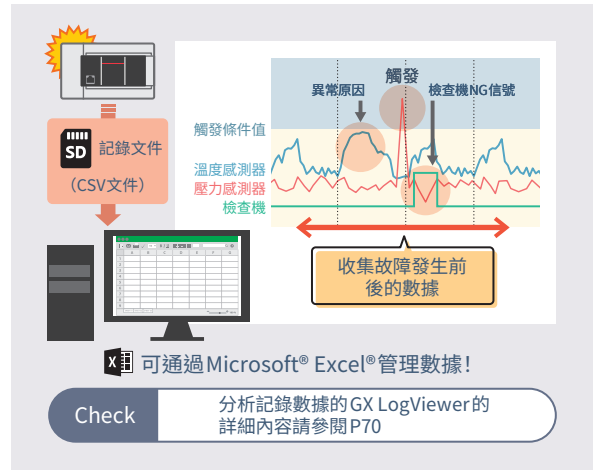 觸發
異常原因
檢查機NG信號
觸發條件值
溫度感測器
壓力感測器
檢查機
SD
記錄文件
（CSV文件）
收集故障發生前
後的數據
可通過Microsoft® Excel®管理數據！
Check
分析記錄數據的GX LogViewer的
詳細內容請參閱P70